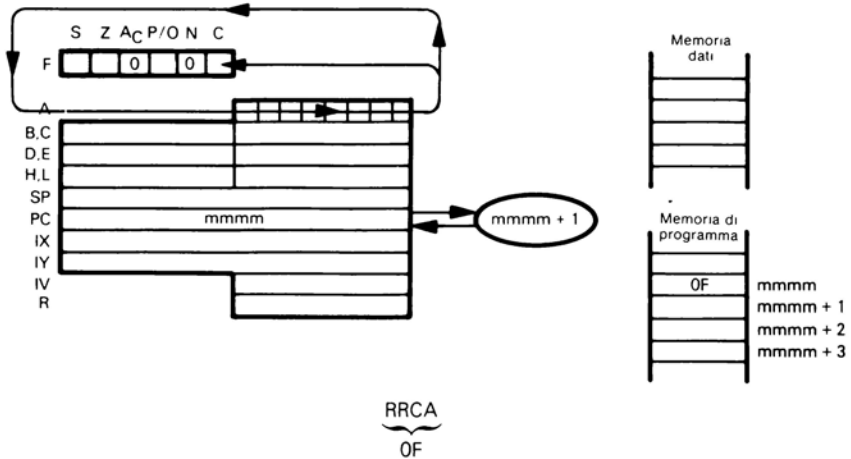 S Z AC P/O N C
F 0 0
A
B,C
D,E
H,L
SP
PC mmmm mmmm + 1
IX
IY
IV
R
Memoria
dati
Memoria di
programma
0F mmmm
mmmm + 1
mmmm + 2
mmmm + 3
RRCA
0F